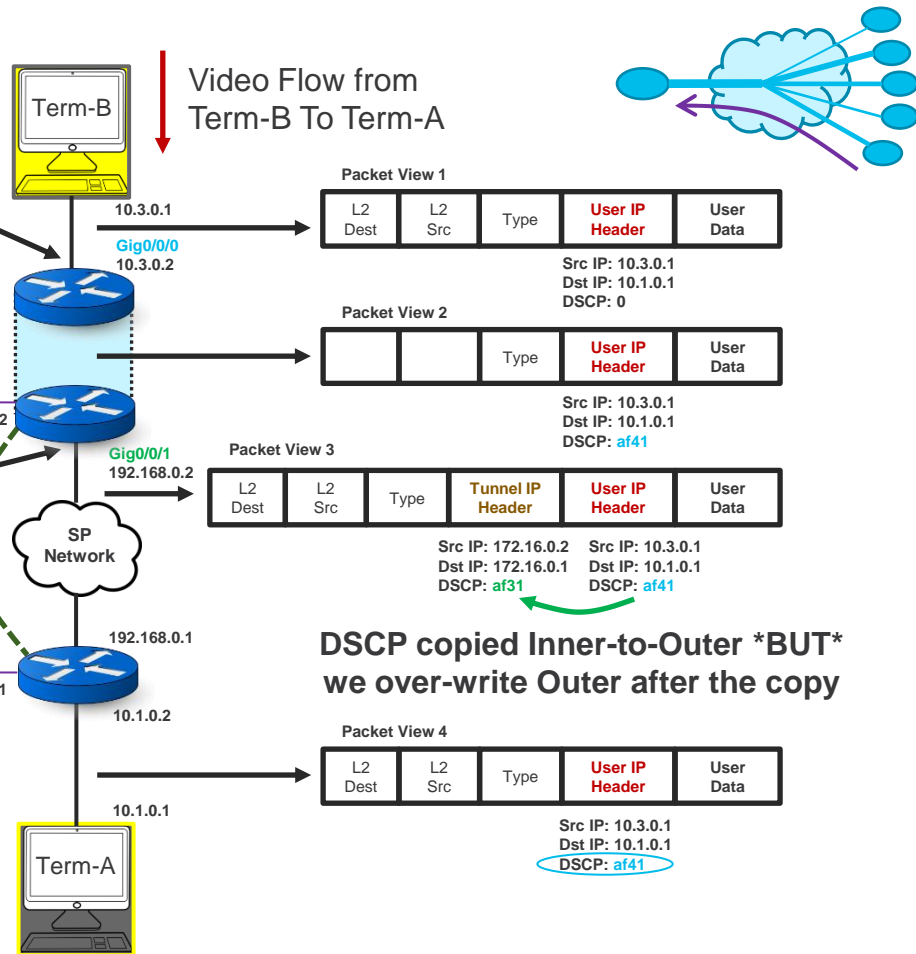 Term-B
Video Flow from
Term-B To Term-A
10.3.0.1
Gig0/0/0
10.3.0.2
Packet View 1
L2 Dest
L2 Src
Type
User IP Header
User Data
Src IP: 10.3.0.1
Dst IP: 10.1.0.1
DSCP: 0
Packet View 2
Type
User IP Header
User Data
Src IP: 10.3.0.1
Dst IP: 10.1.0.1
DSCP: af41
2
Gig0/0/1
192.168.0.2
Packet View 3
L2 Dest
L2 Src
Type
Tunnel IP Header
User IP Header
User Data
Src IP: 172.16.0.2
Dst IP: 172.16.0.1
DSCP: af31
Src IP: 10.3.0.1
Dst IP: 10.1.0.1
DSCP: af41
SP
Network
DSCP copied Inner-to-Outer *BUT*
we over-write Outer after the copy
192.168.0.1
1
10.1.0.2
Packet View 4
L2 Dest
L2 Src
Type
User IP Header
User Data
Src IP: 10.3.0.1
Dst IP: 10.1.0.1
DSCP: af41
10.1.0.1
Term-A